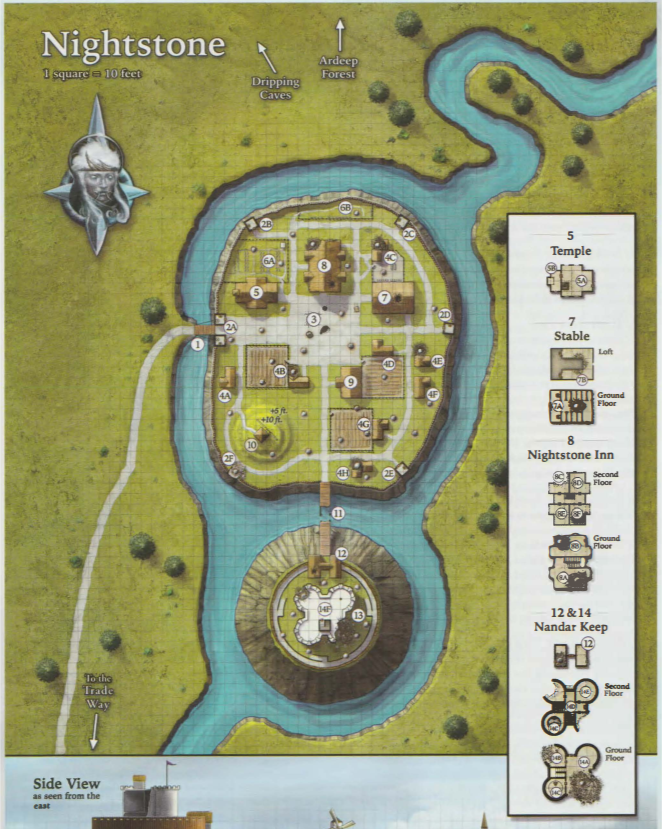 Nightstone
1 square = 10 feet
Dripping
Caves
Ardeep
Forest
6B
2B
2C
6A
8
4C
5
7
3
2D
2A
1
4E
4B
4D
4A
9
4F
+5 ft.
+10 ft.
4G
10
2F
4H
2E
11
12
14F
13
To the
Trade
Way
5
Temple
5B
5A
7
Stable
Loft
7B
Ground
Floor
7A
8
Nightstone Inn
8C
8D
Second
Floor
8E
8F
Ground
Floor
8B
8A
12 & 14
Nandar Keep
12
Second
Floor
14E
14D
Ground
Floor
14B
14A
14C
Side View
as seen from the
east